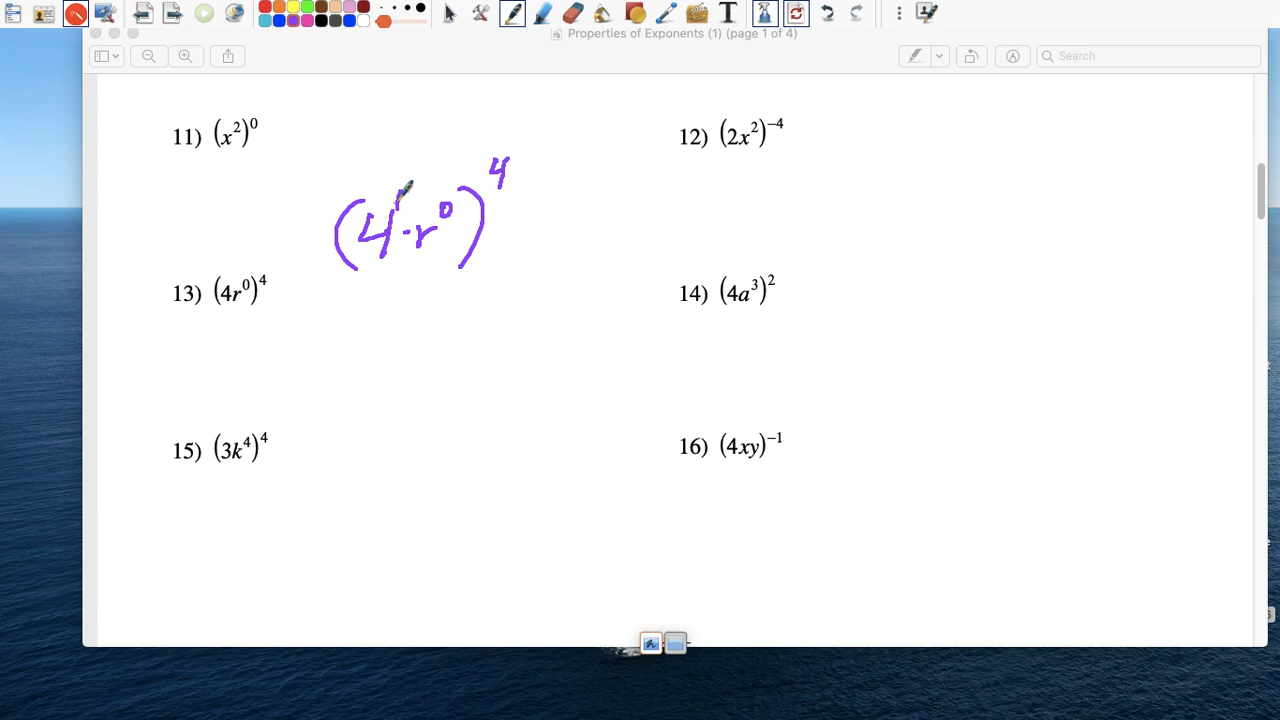 Properties of Exponents (1) (page 1 of 4)
Search
11) (x²)⁰
12) (2x²)⁻⁴
(4¹·r⁰)⁴
13) (4r⁰)⁴
14) (4a³)²
15) (3k⁴)⁴
16) (4xy)⁻¹